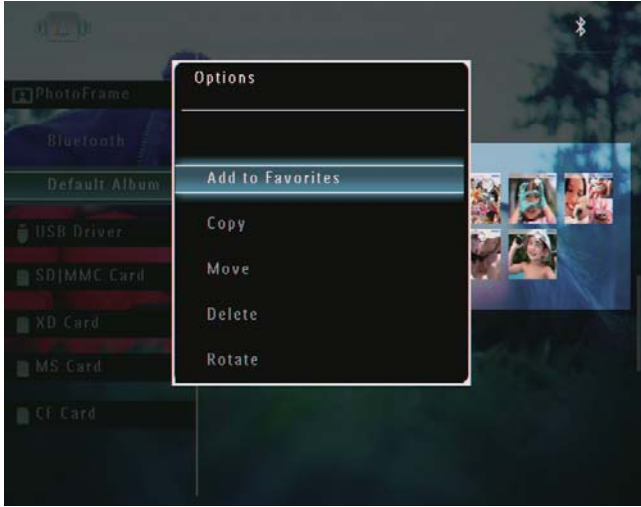 Options
Add to Favorites
Copy
Move
Delete
Rotate
PhotoFrame
Bluetooth
Default Album
USB Driver
SD|MMC Card
XD Card
MS Card
CF Card